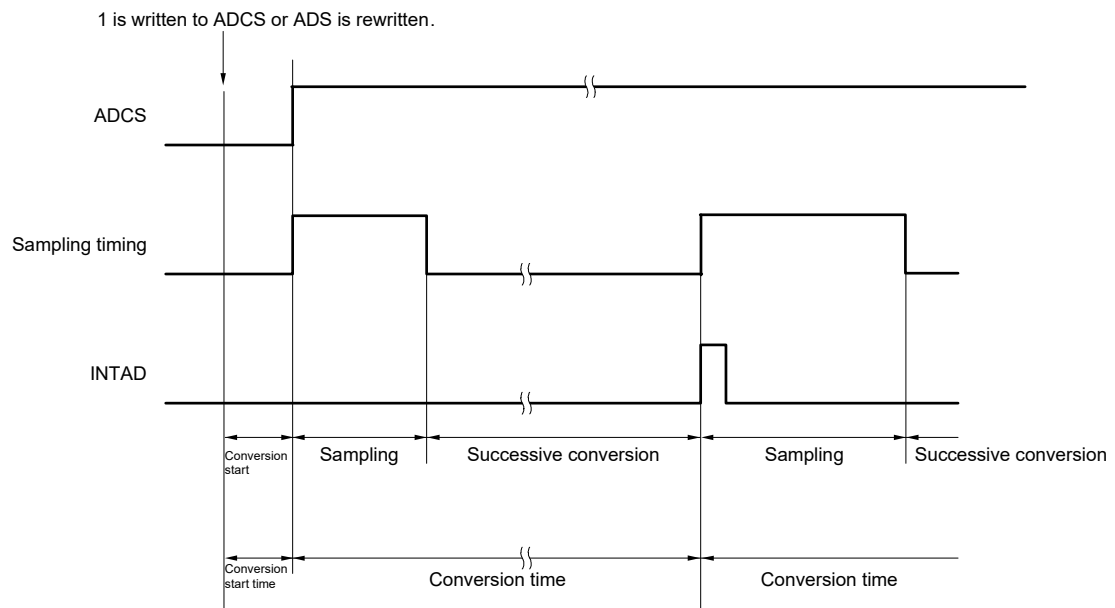 1 is written to ADCS or ADS is rewritten.
ADCS
Sampling timing
INTAD
Conversion
start
Sampling
Successive conversion
Sampling
Successive conversion
Conversion
start time
Conversion time
Conversion time